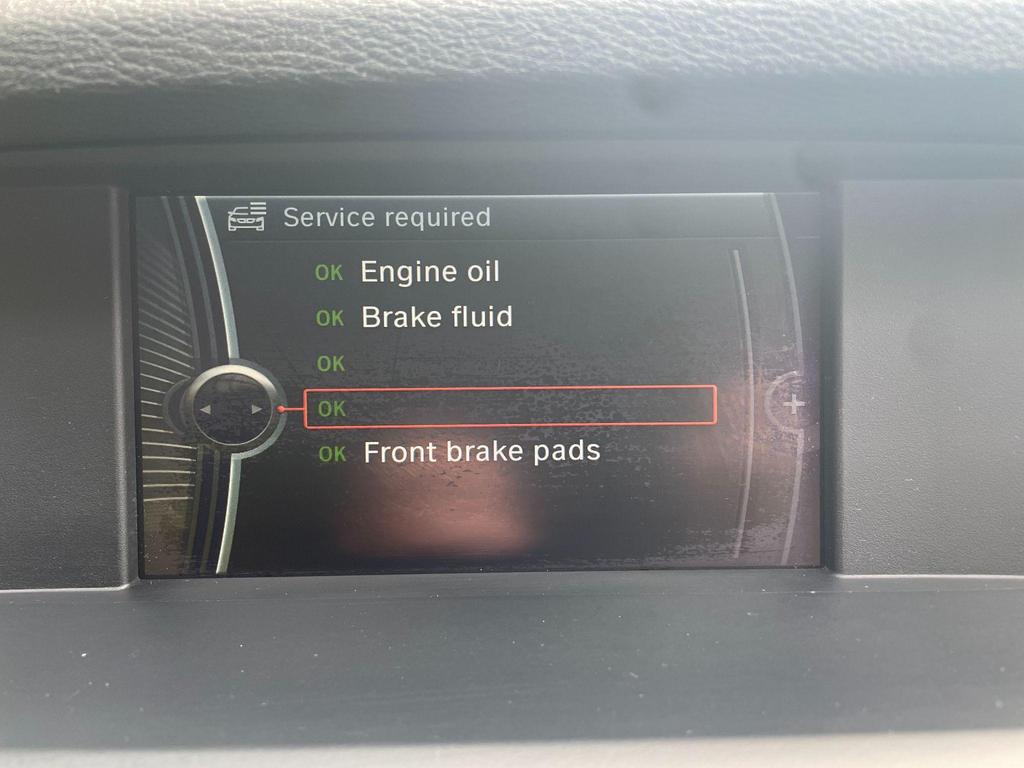 Service required
OK Engine oil
OK Brake fluid
OK
OK
OK Front brake pads